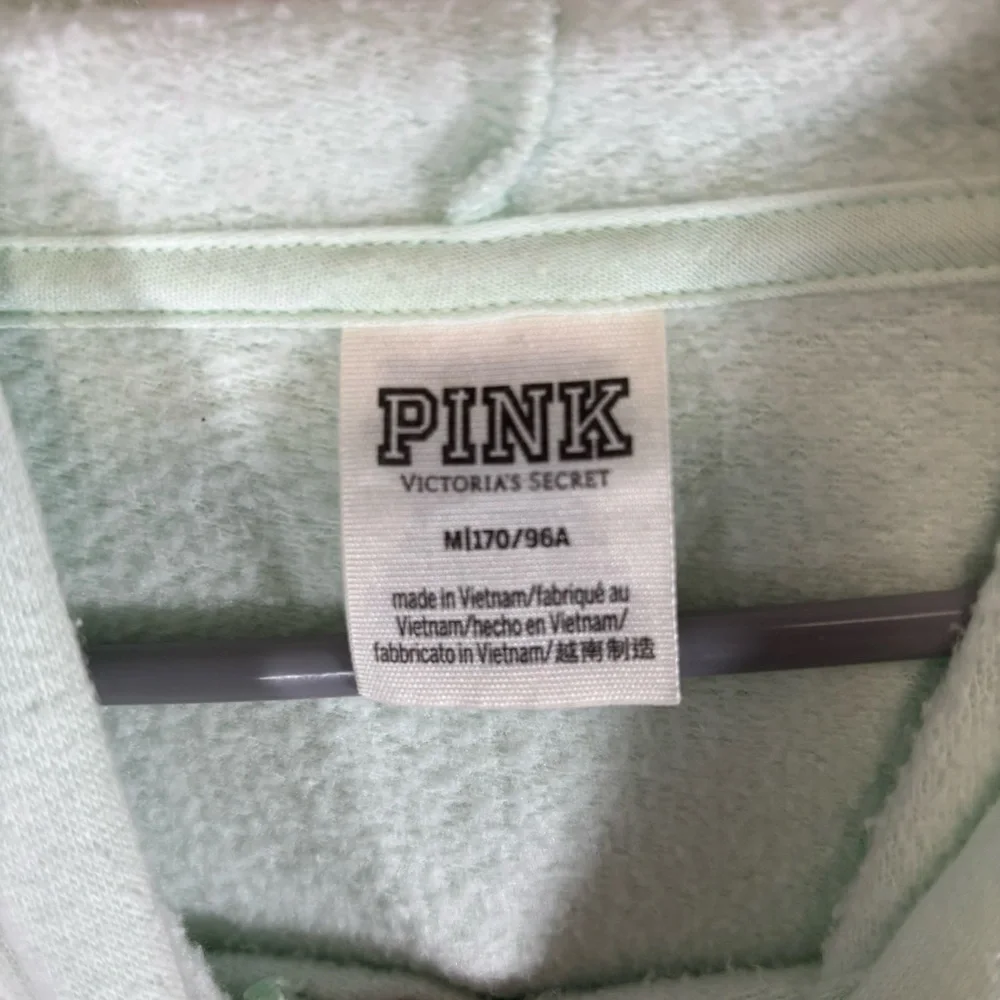 PINK
VICTORIA'S SECRET
M|170/96A
made in Vietnam/fabriqué au
Vietnam/hecho en Vietnam/
fabbricato in Vietnam/越南制造